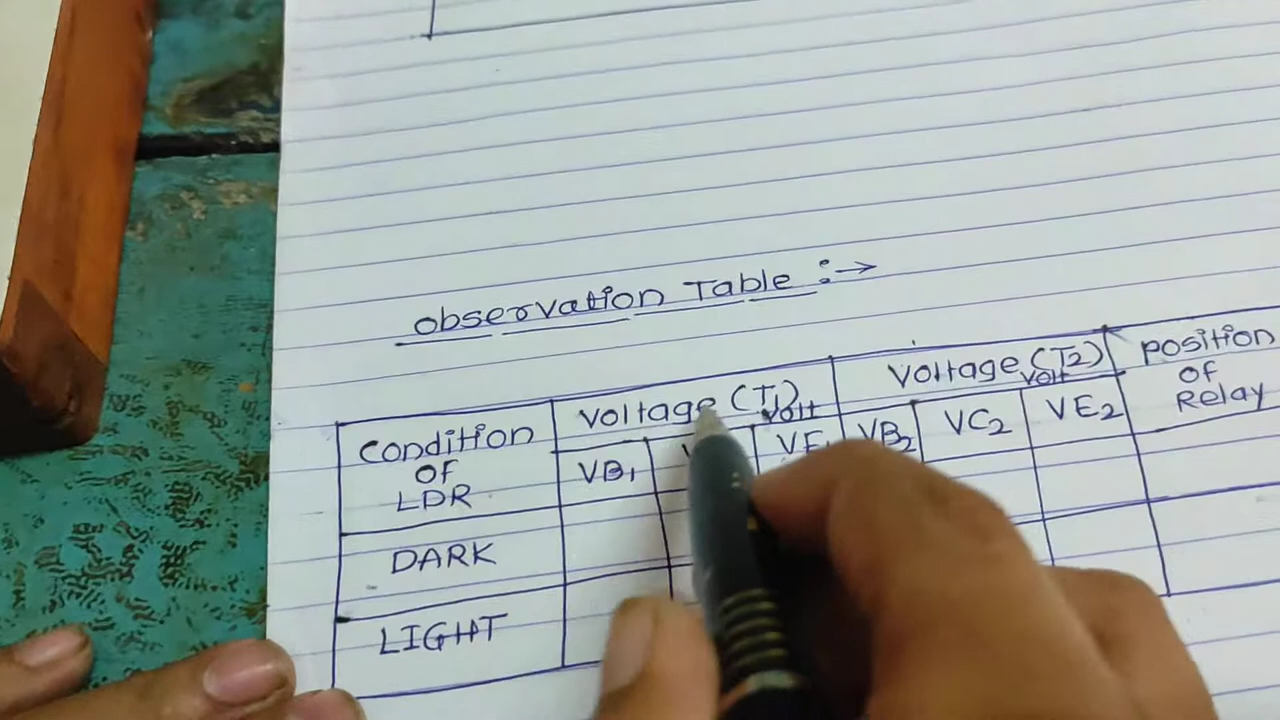 Observation Table :→
Condition OF LDR
Voltage (T1) Volt
Voltage (T2) Volt
Position OF Relay
VB1
VE1
VB2
VC2
VE2
DARK
LIGHT